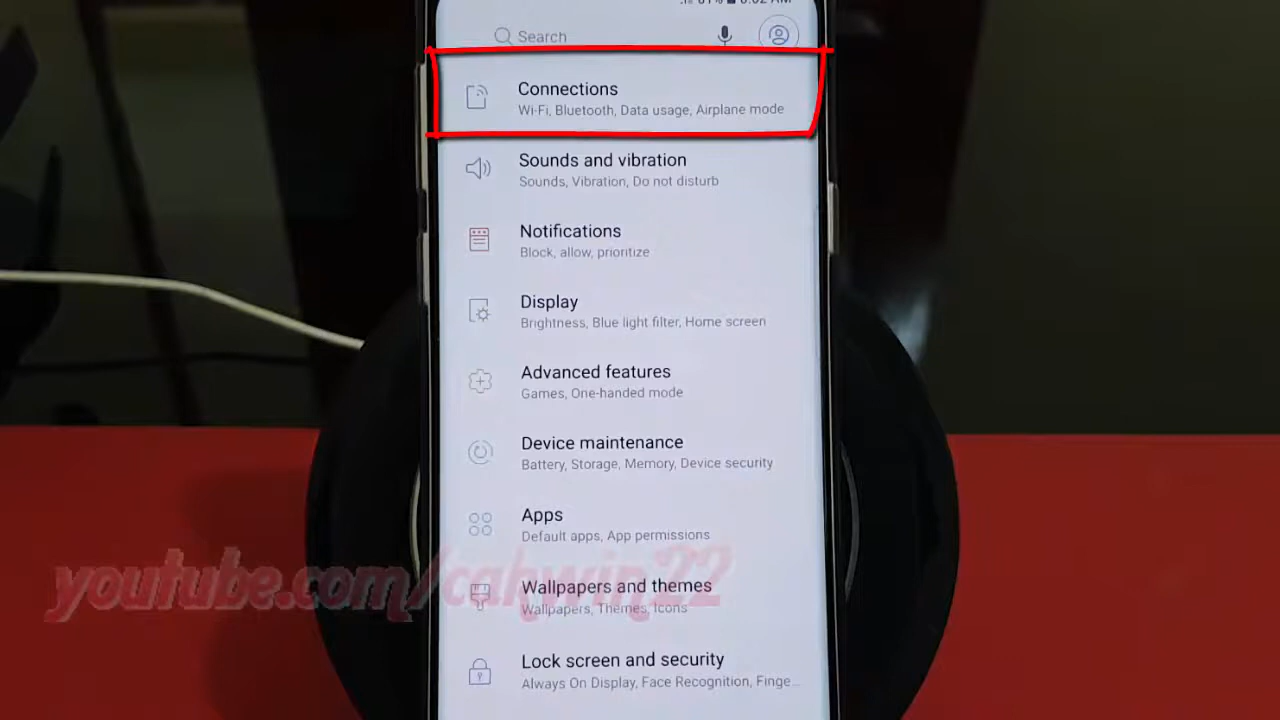 Search
Connections
Wi-Fi, Bluetooth, Data usage, Airplane mode
Sounds and vibration
Sounds, Vibration, Do not disturb
Notifications
Block, allow, prioritize
Display
Brightness, Blue light filter, Home screen
Advanced features
Games, One-handed mode
Device maintenance
Battery, Storage, Memory, Device security
Apps
Default apps, App permissions
youtube.com/cakwin22
Wallpapers and themes
Wallpapers, Themes, Icons
Lock screen and security
Always On Display, Face Recognition, Finge...